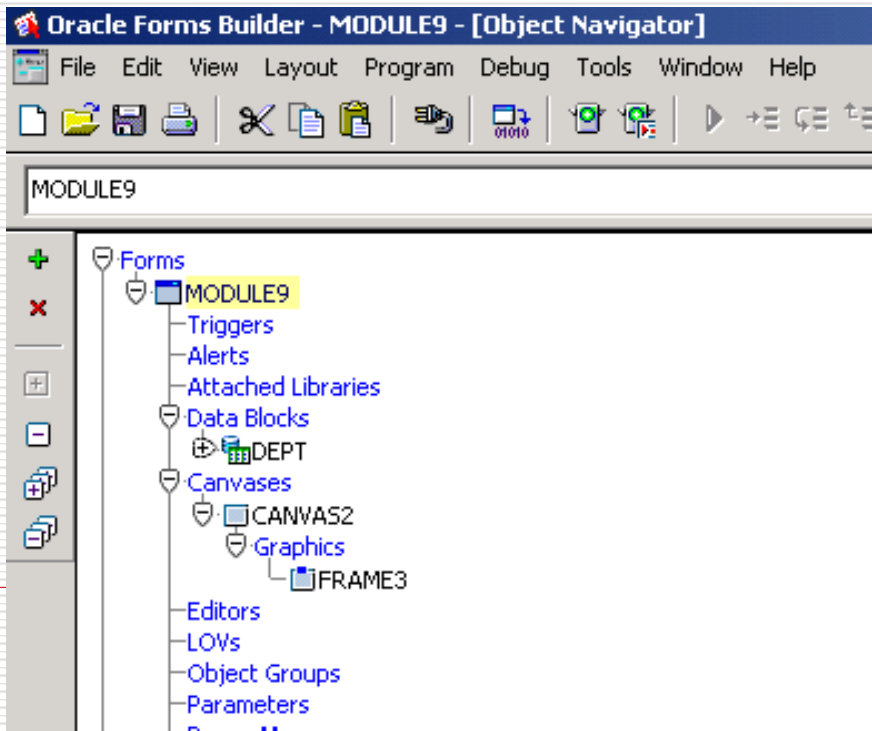 Oracle Forms Builder - MODULE9 - [Object Navigator]
File Edit View Layout Program Debug Tools Window Help
01010
MODULE9
Forms
MODULE9
Triggers
Alerts
Attached Libraries
Data Blocks
DEPT
Canvases
CANVAS2
Graphics
FRAME3
Editors
LOVs
Object Groups
Parameters